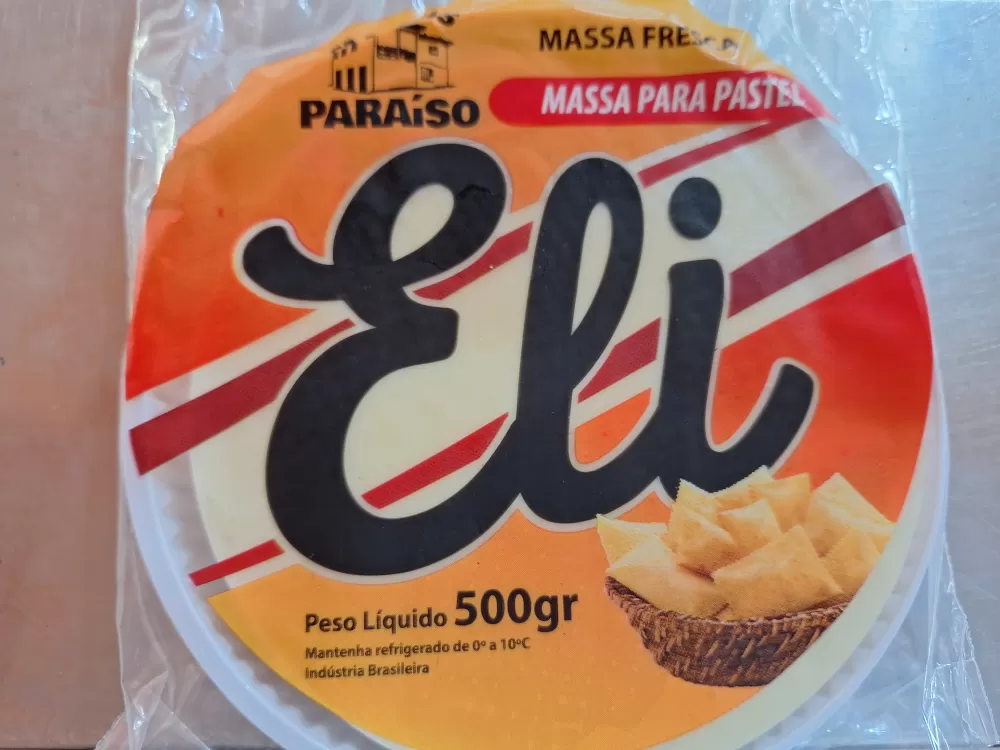 MASSA FRESCA
MASSA PARA PASTEL
PARAÍSO
Eli
Peso Líquido 500gr
Mantenha refrigerado de 0º a 10ºC
Indústria Brasileira